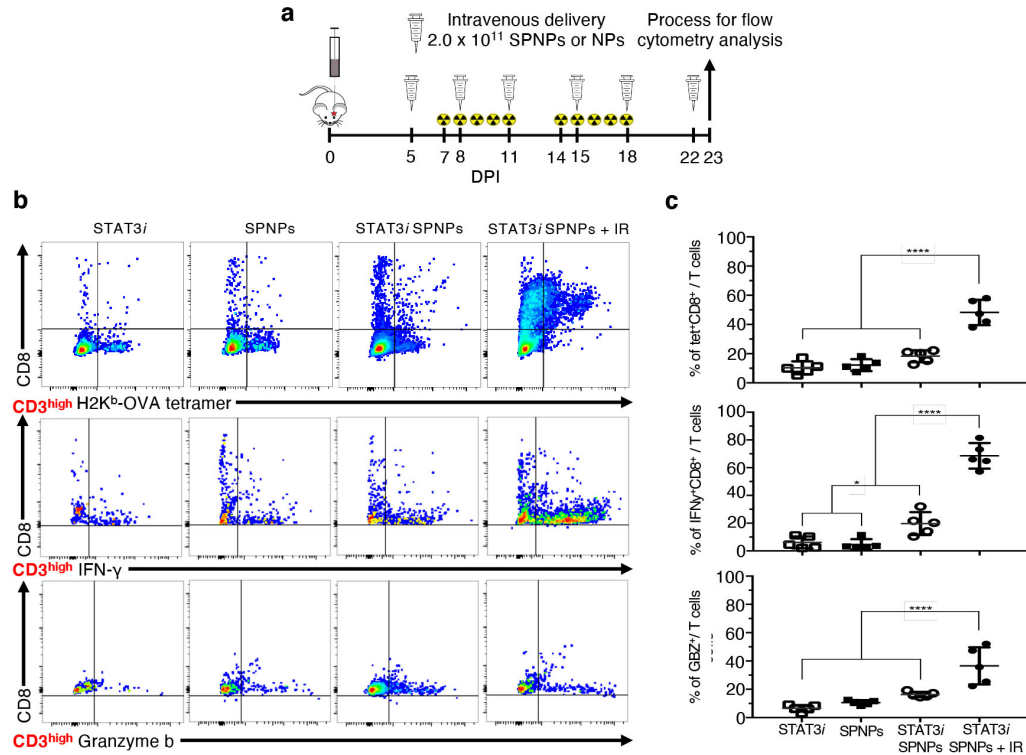 a
Intravenous delivery
2.0 x 10¹¹ SPNPs or NPs
Process for flow
cytometry analysis
0 5 7 8 11 14 15 18 22 23
DPI
b
STAT3i SPNPs STAT3i SPNPs STAT3i SPNPs + IR
CD8
CD3high H2Kb-OVA tetramer
CD8
CD3high IFN-γ
CD8
CD3high Granzyme b
c
% of tet⁺CD8⁺ / T cells
100
80
60
40
20
0
****
% of IFNγ⁺CD8⁺ / T cells
100
80
60
40
20
0
*
****
% of GBZ⁺/ T cells
100
80
60
40
20
0
****
STAT3i SPNPs STAT3i SPNPs STAT3i SPNPs + IR